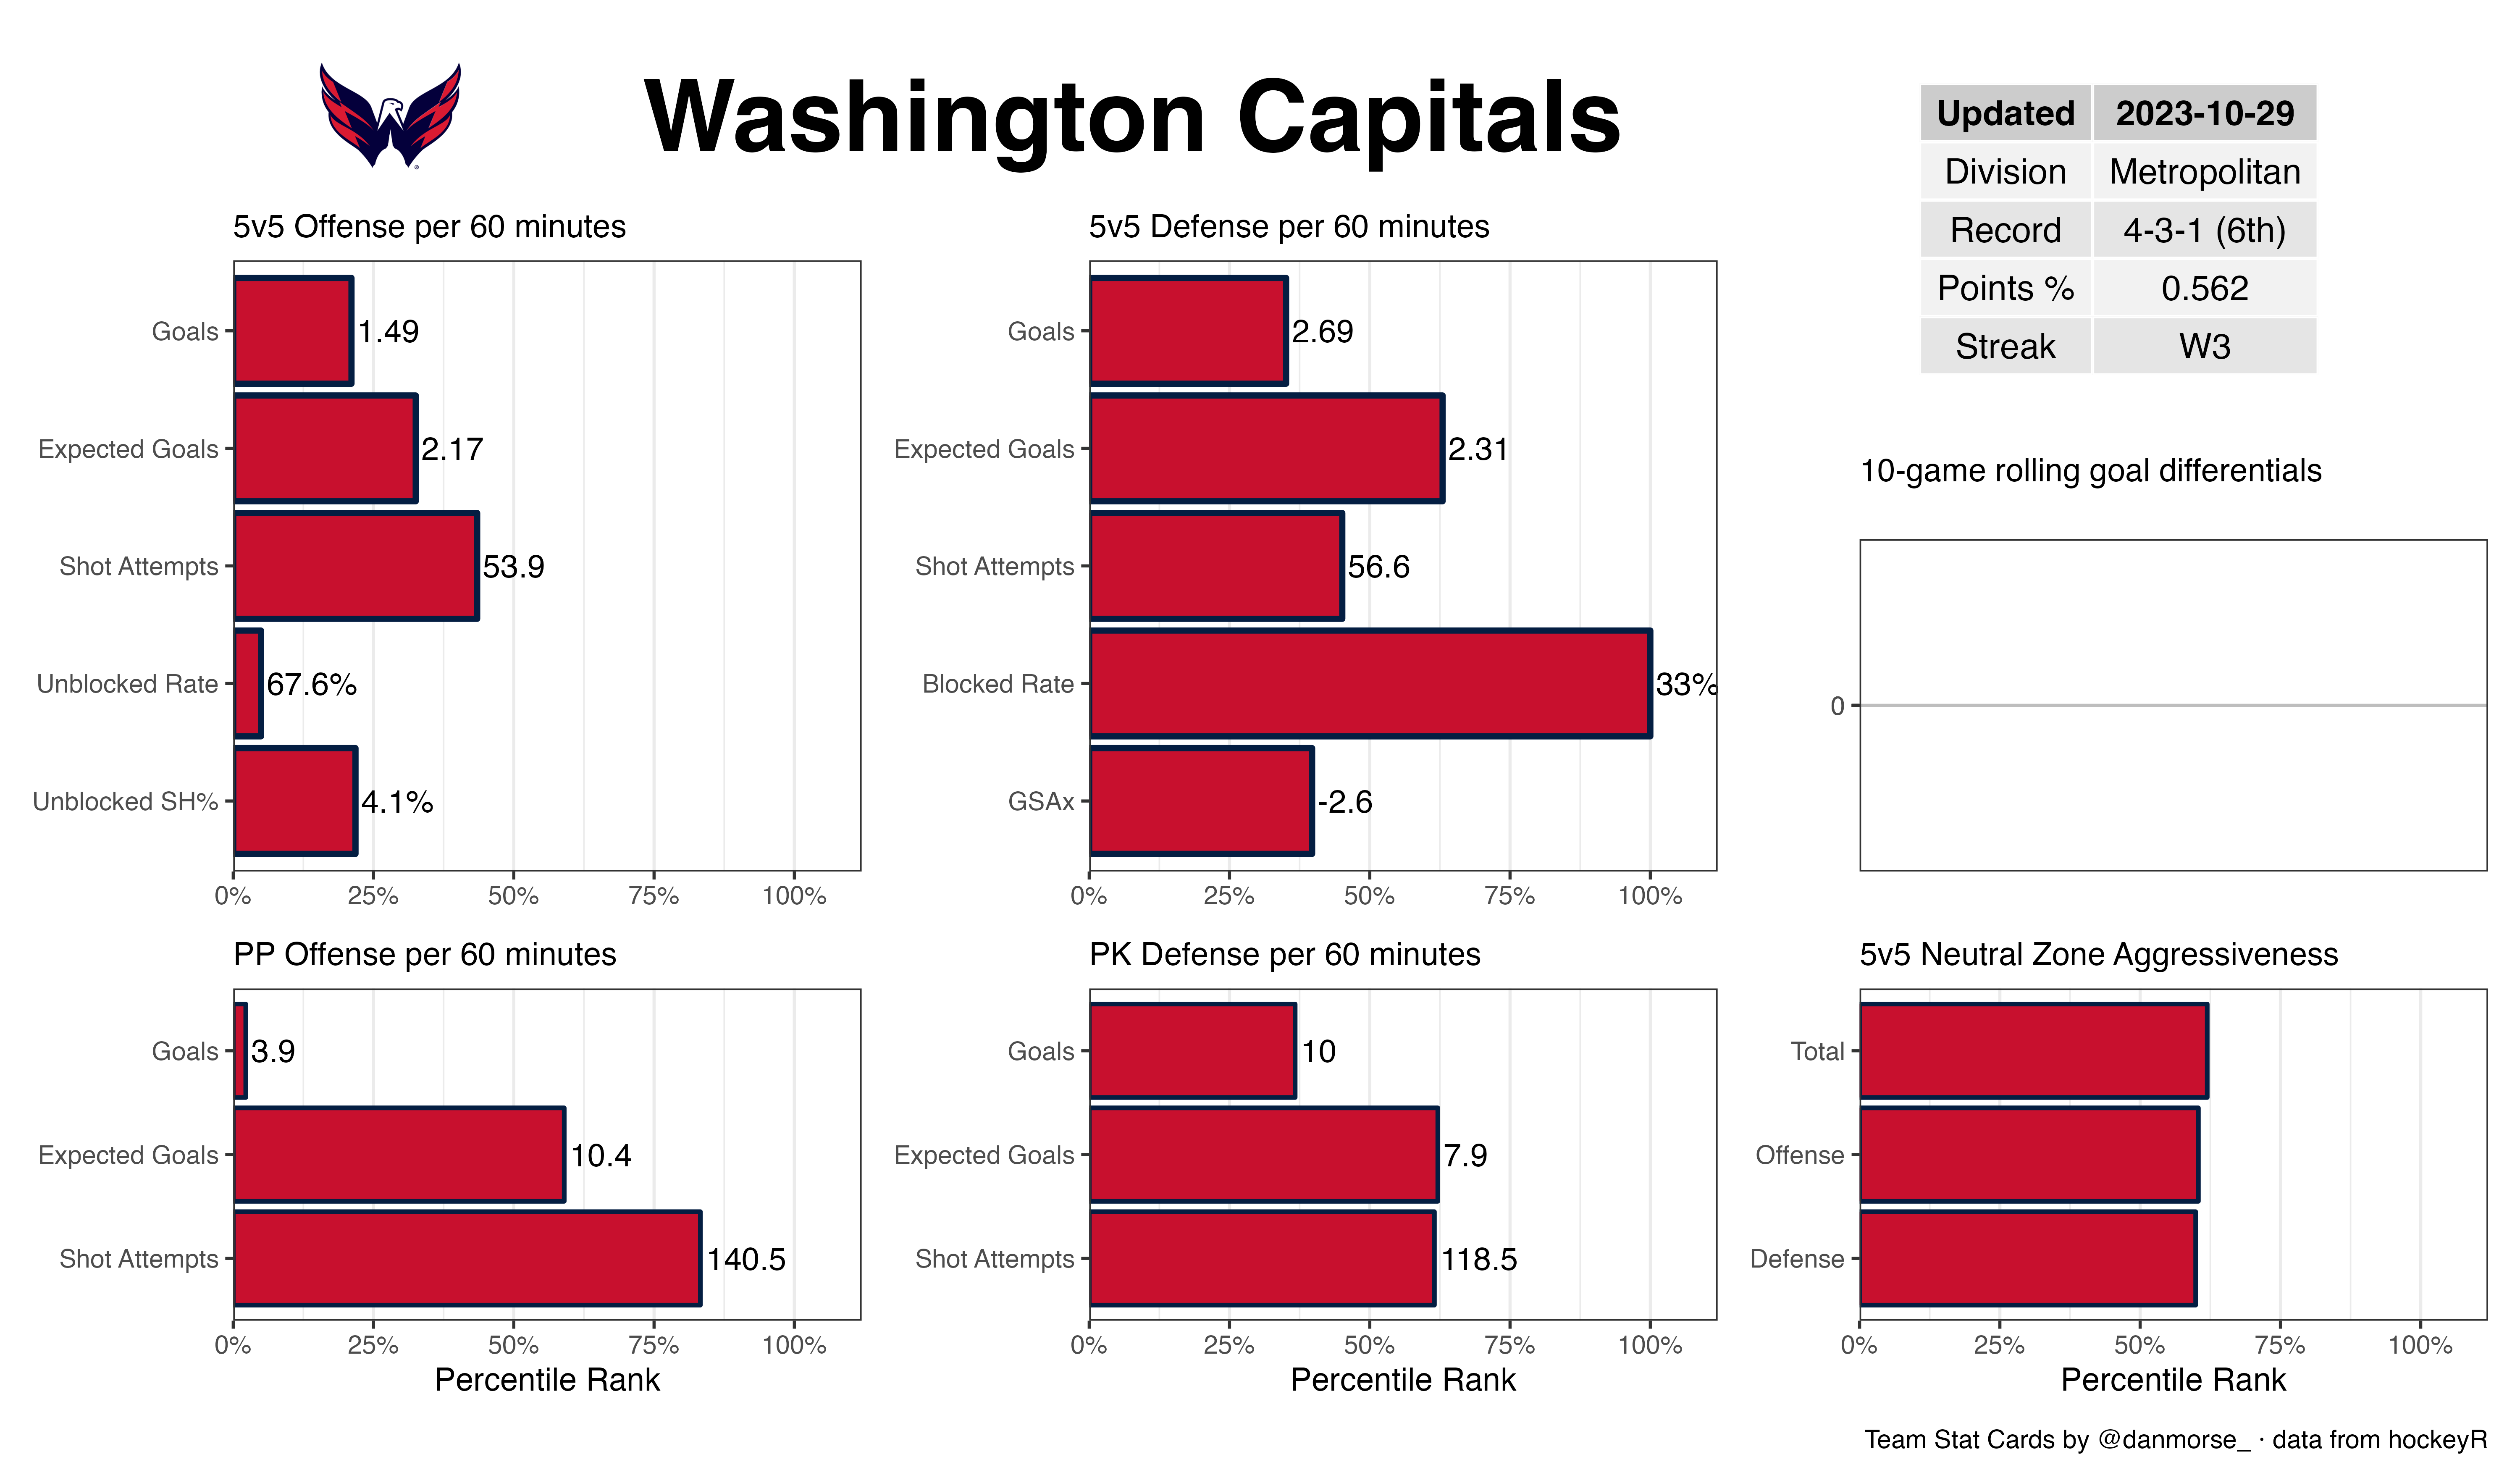 Washington Capitals
Updated 2023-10-29
Division Metropolitan
Record 4-3-1 (6th)
Points % 0.562
Streak W3
5v5 Offense per 60 minutes
Goals 1.49
Expected Goals 2.17
Shot Attempts 53.9
Unblocked Rate 67.6%
Unblocked SH% 4.1%
0% 25% 50% 75% 100%
5v5 Defense per 60 minutes
Goals 2.69
Expected Goals 2.31
Shot Attempts 56.6
Blocked Rate 33%
GSAx -2.6
0% 25% 50% 75% 100%
10-game rolling goal differentials
0
PP Offense per 60 minutes
Goals 3.9
Expected Goals 10.4
Shot Attempts 140.5
0% 25% 50% 75% 100%
Percentile Rank
PK Defense per 60 minutes
Goals 10
Expected Goals 7.9
Shot Attempts 118.5
0% 25% 50% 75% 100%
Percentile Rank
5v5 Neutral Zone Aggressiveness
Total
Offense
Defense
0% 25% 50% 75% 100%
Percentile Rank
Team Stat Cards by @danmorse_ · data from hockeyR